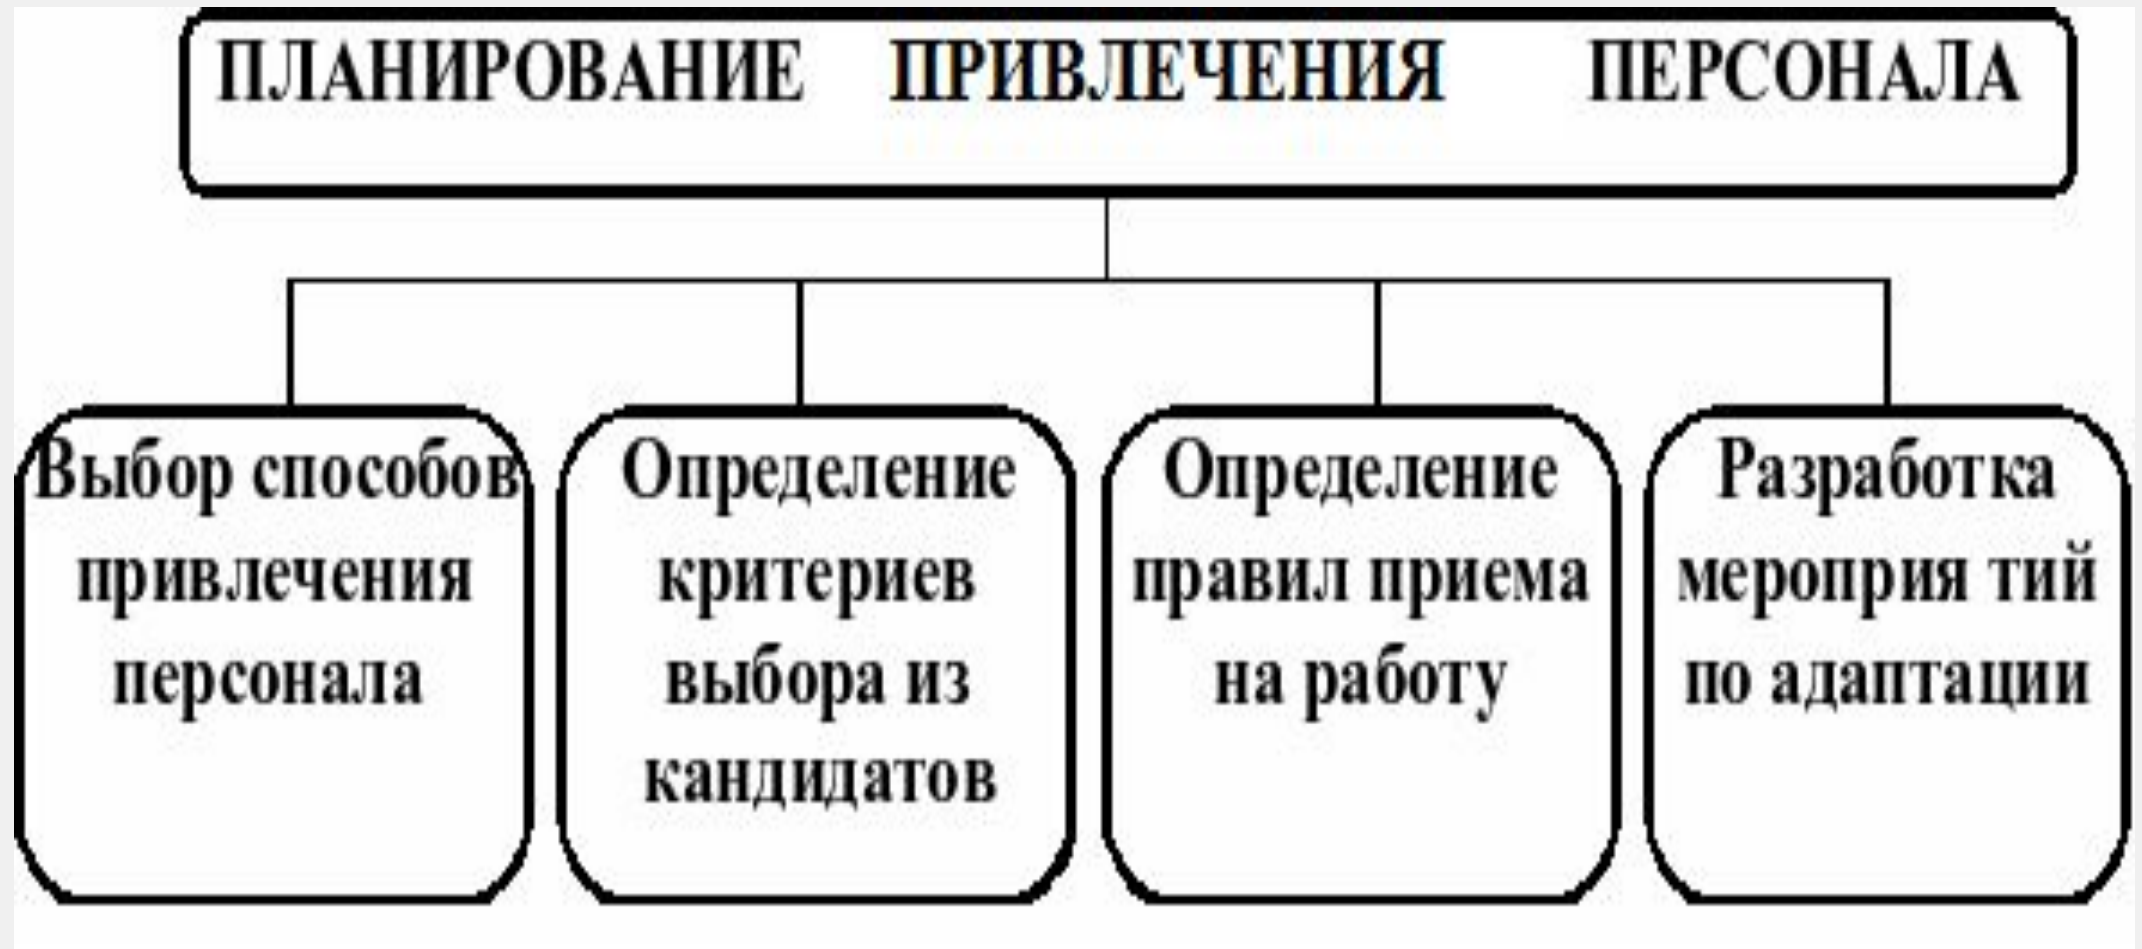 ПЛАНИРОВАНИЕ ПРИВЛЕЧЕНИЯ ПЕРСОНАЛА
Выбор способов
привлечения
персонала
Определение
критериев
выбора из
кандидатов
Определение
правил приема
на работу
Разработка
мероприя тий
по адаптации